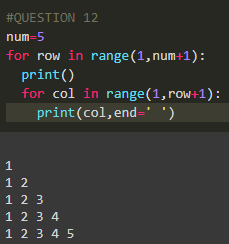 #QUESTION 12
num=5
for row in range(1,num+1):
  print()
  for col in range(1,row+1):
    print(col,end=' ')
1
1 2
1 2 3
1 2 3 4
1 2 3 4 5